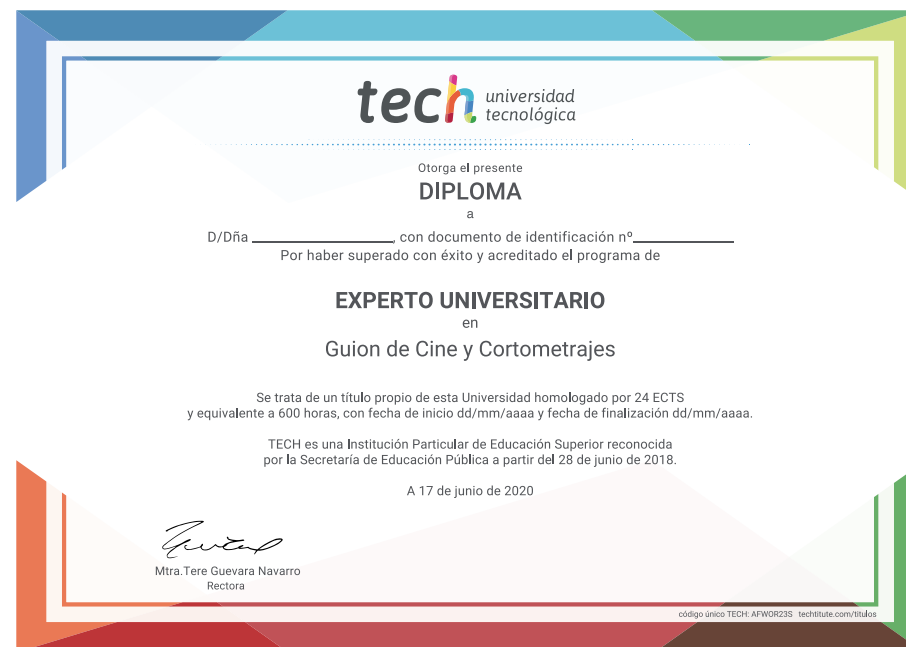 tech universidad
tecnológica
Otorga el presente
DIPLOMA
a
D/Dña ____________________, con documento de identificación nº______________
Por haber superado con éxito y acreditado el programa de
EXPERTO UNIVERSITARIO
en
Guion de Cine y Cortometrajes
Se trata de un título propio de esta Universidad homologado por 24 ECTS
y equivalente a 600 horas, con fecha de inicio dd/mm/aaaa y fecha de finalización dd/mm/aaaa.
TECH es una Institución Particular de Educación Superior reconocida
por la Secretaría de Educación Pública a partir del 28 de junio de 2018.
A 17 de junio de 2020
Mtra.Tere Guevara Navarro
Rectora
código único TECH: AFWOR23S techtitute.com/titulos